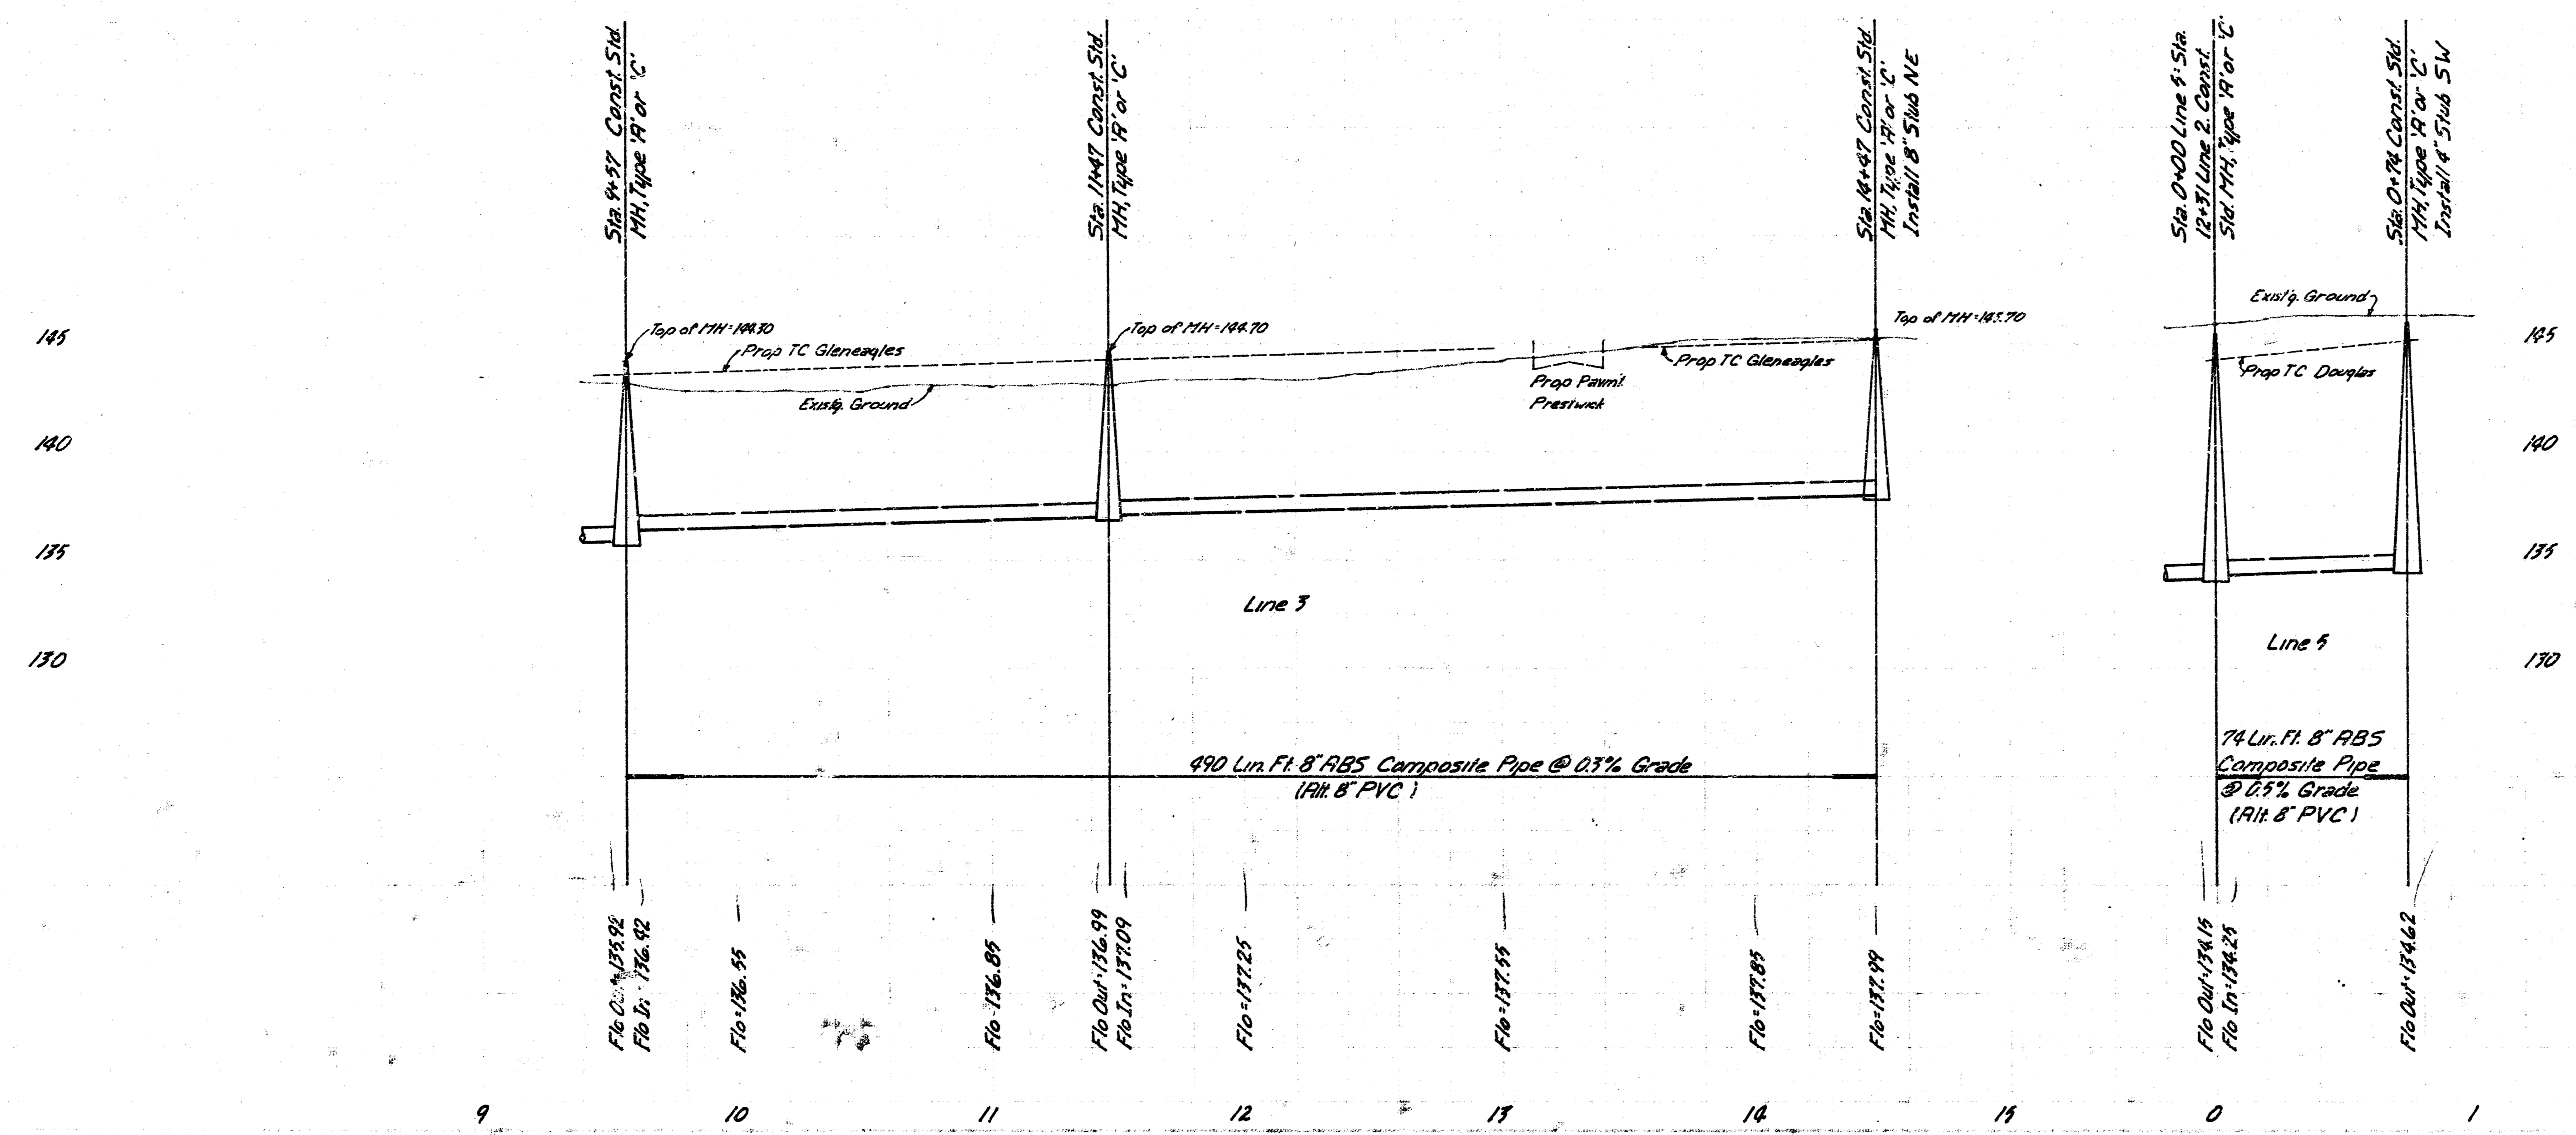 Sta. 9+57 Const. Std.
MH, Type 'A' or 'C'
Sta. 11+47 Const. Std.
MH, Type 'A' or 'C'
Sta. 14+47 Const. Std.
MH, Type 'A' or 'C'
Install 8" Stub NE
Sta. 0+00 Line 5 = Sta.
12+31 Line 2. Const.
Std. MH, Type 'A' or 'C'
Sta. 0+74 Const. Std.
MH, Type 'A' or 'C'
Install 4" Stub SW
Top of MH=144.30
Prop TC Gleneagles
Exist'g. Ground
Top of MH=144.70
Prop Pavm't.
Prestwick
Prop TC Gleneagles
Top of MH=145.70
Exist'g. Ground
Prop TC Douglas
145
140
135
130
145
140
135
130
Line 3
Line 5
490 Lin. Ft. 8" ABS Composite Pipe @ 0.3% Grade
(Alt. 8" PVC)
74 Lin. Ft. 8" ABS
Composite Pipe
@ 0.5% Grade
(Alt. 8" PVC)
Flo Out=135.92
Flo In=136.42
Flo=136.55
Flo=136.85
Flo Out=136.99
Flo In=137.09
Flo=137.25
Flo=137.55
Flo=137.85
Flo=137.99
Flo Out=134.15
Flo In=134.25
Flo Out=134.62
9 10 11 12 13 14 15 0 1